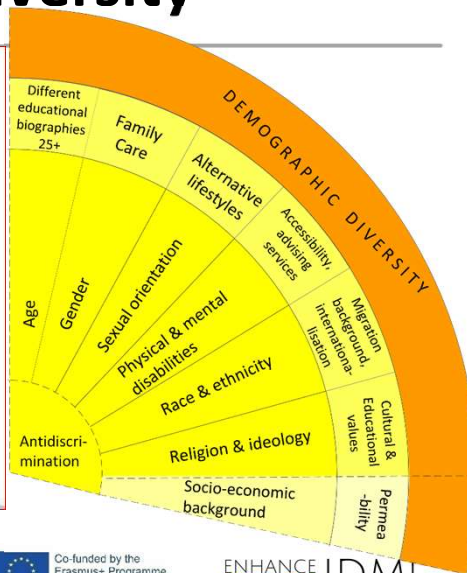 DEMOGRAPHIC DIVERSITY
Different
educational
biographies
25+
Family
Care
Alternative
lifestyles
Accessibility,
advising
services
Migration
background,
internationa-
lisation
Cultural &
Educational
values
Permea
-bility
Age
Gender
Sexual orientation
Physical & mental
disabilities
Race & ethnicity
Religion & ideology
Socio-economic
background
Antidiscri-
mination
Co-funded by the
Erasmus+ Programme
ENHANCE